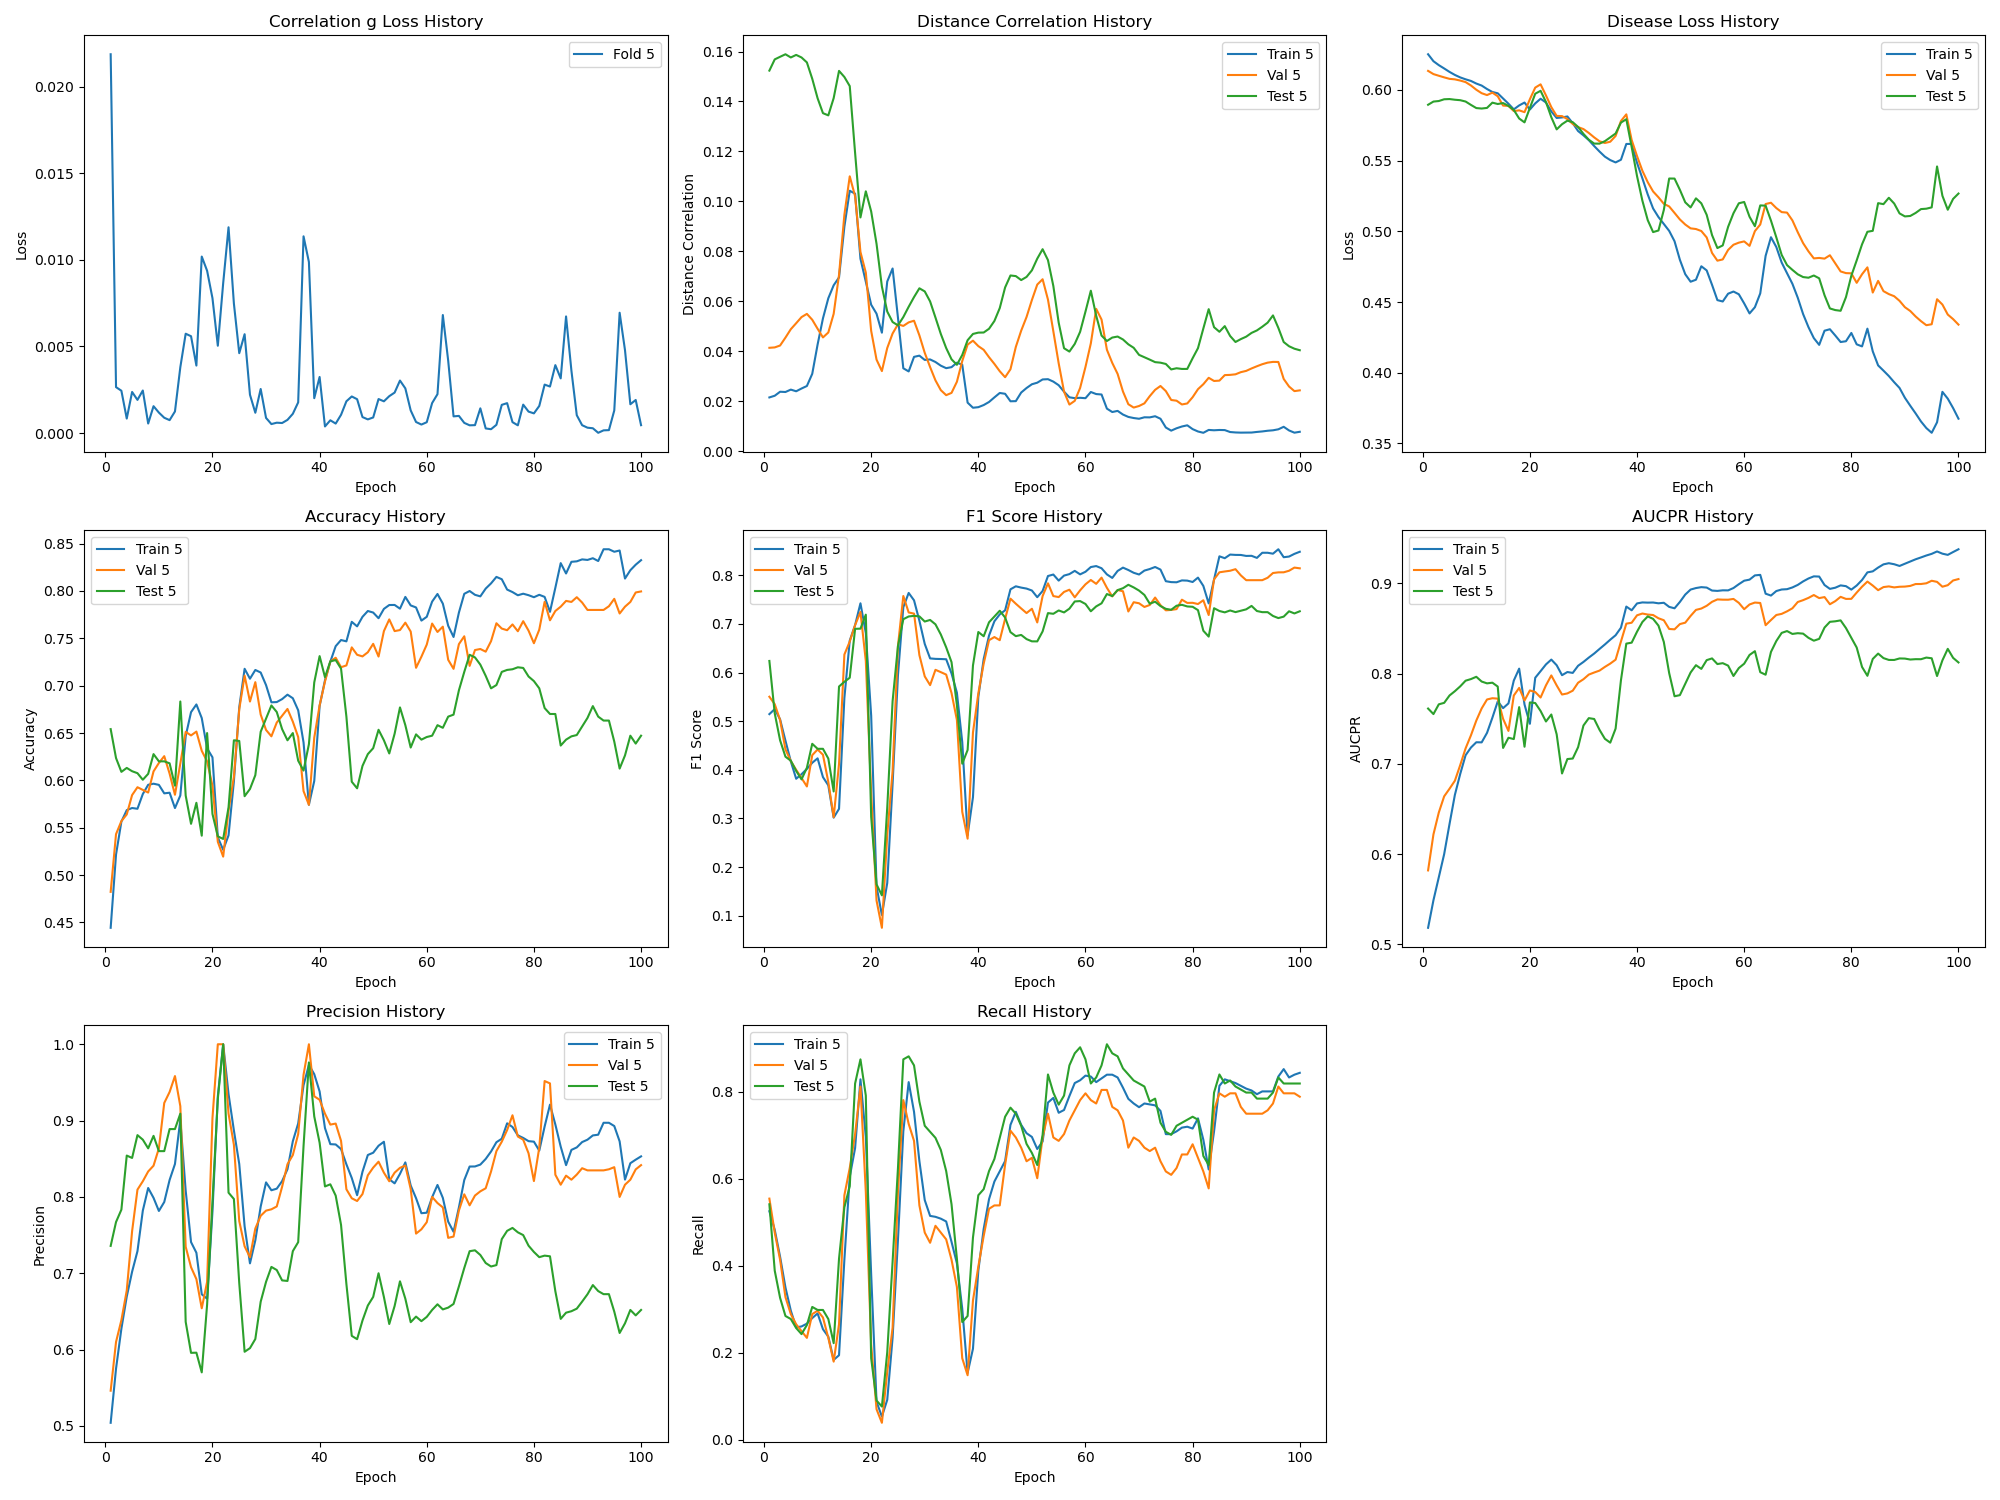 Correlation g Loss History
Fold 5
0.020
0.015
0.010
0.005
0.000
Loss
0 20 40 60 80 100
Epoch
Distance Correlation History
Train 5
Val 5
Test 5
0.16
0.14
0.12
0.10
0.08
0.06
0.04
0.02
0.00
Distance Correlation
0 20 40 60 80 100
Epoch
Disease Loss History
Train 5
Val 5
Test 5
0.60
0.55
0.50
0.45
0.40
0.35
Loss
0 20 40 60 80 100
Epoch
Accuracy History
Train 5
Val 5
Test 5
0.85
0.80
0.75
0.70
0.65
0.60
0.55
0.50
0.45
Accuracy
0 20 40 60 80 100
Epoch
F1 Score History
Train 5
Val 5
Test 5
0.8
0.7
0.6
0.5
0.4
0.3
0.2
0.1
F1 Score
0 20 40 60 80 100
Epoch
AUCPR History
Train 5
Val 5
Test 5
0.9
0.8
0.7
0.6
0.5
AUCPR
0 20 40 60 80 100
Epoch
Precision History
Train 5
Val 5
Test 5
1.0
0.9
0.8
0.7
0.6
0.5
Precision
0 20 40 60 80 100
Epoch
Recall History
Train 5
Val 5
Test 5
0.8
0.6
0.4
0.2
0.0
Recall
0 20 40 60 80 100
Epoch